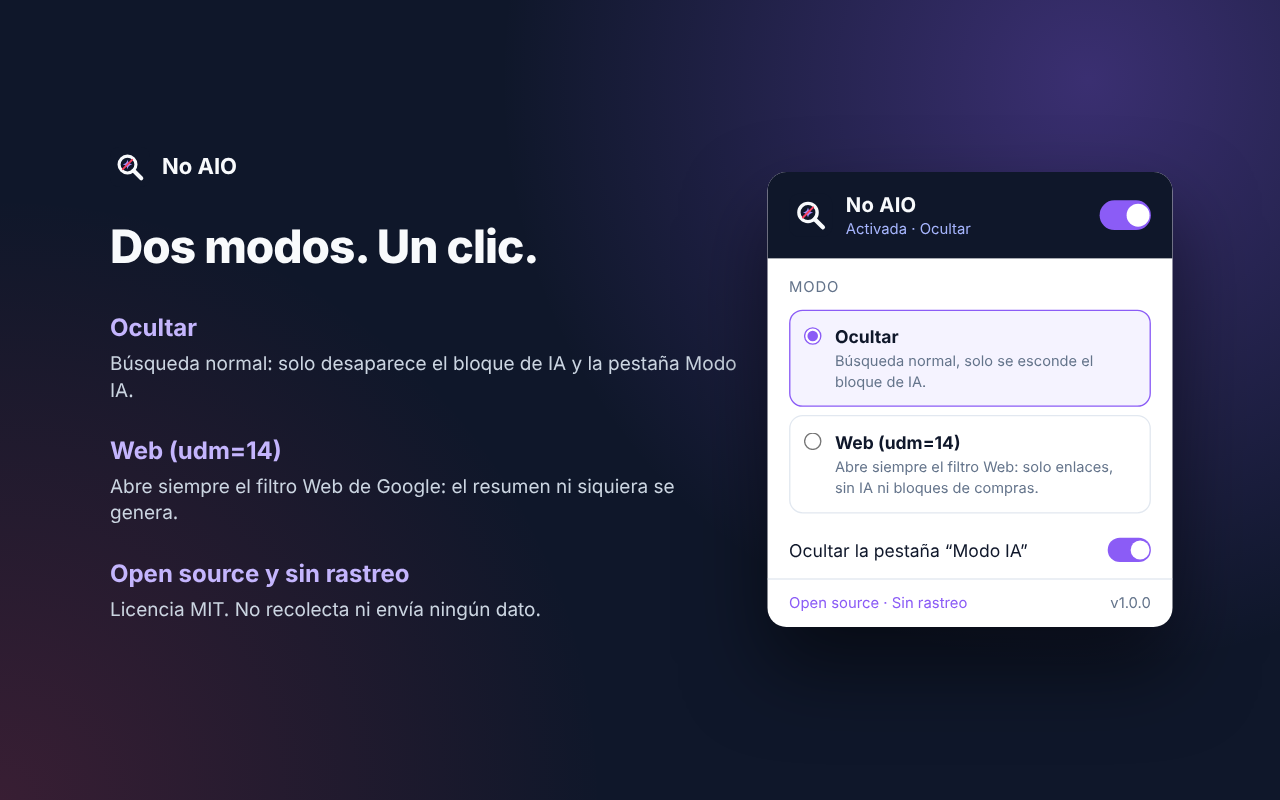 No AIO
Dos modos. Un clic.
Ocultar
Búsqueda normal: solo desaparece el bloque de IA y la pestaña Modo
IA.
Web (udm=14)
Abre siempre el filtro Web de Google: el resumen ni siquiera se
genera.
Open source y sin rastreo
Licencia MIT. No recolecta ni envía ningún dato.
No AIO
Activada · Ocultar
MODO
Ocultar
Búsqueda normal, solo se esconde el
bloque de IA.
Web (udm=14)
Abre siempre el filtro Web: solo enlaces,
sin IA ni bloques de compras.
Ocultar la pestaña “Modo IA”
Open source · Sin rastreo
v1.0.0